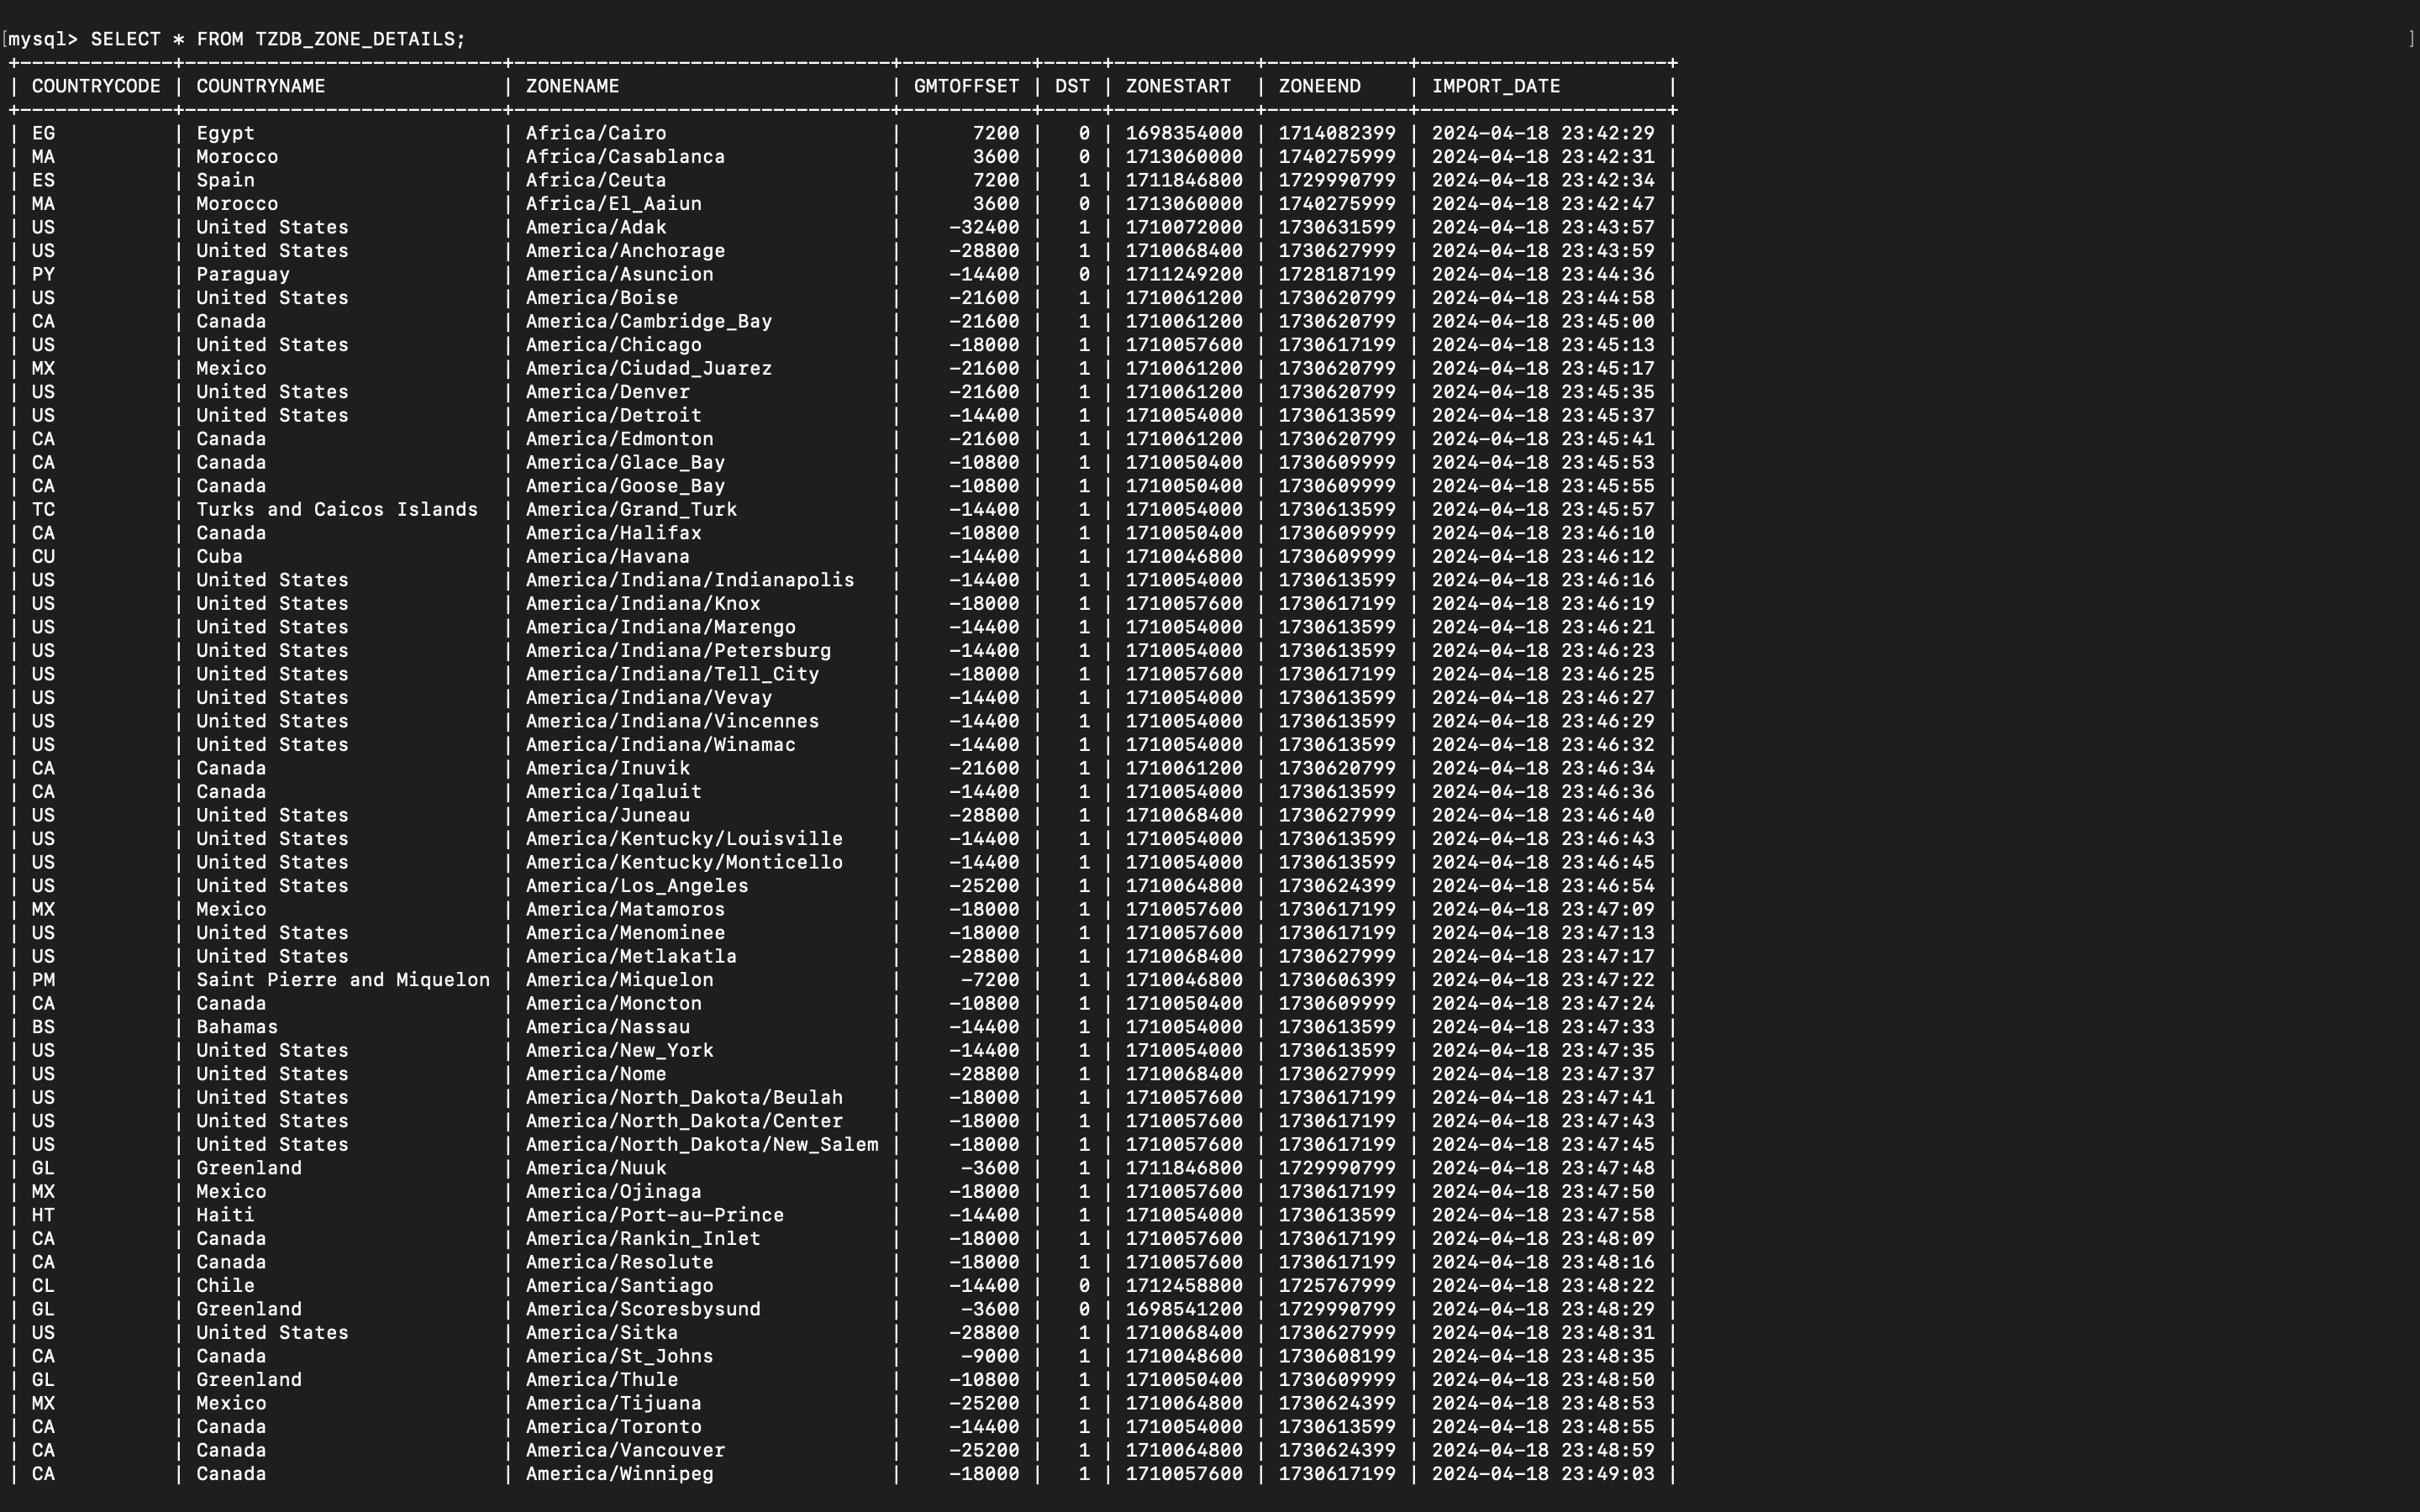 [mysql> SELECT * FROM TZDB_ZONE_DETAILS; ]
+-------------+---------------------------+--------------------------------+-----------+-----+------------+------------+---------------------+
| COUNTRYCODE | COUNTRYNAME               | ZONENAME                       | GMTOFFSET | DST | ZONESTART  | ZONEEND    | IMPORT_DATE         |
+-------------+---------------------------+--------------------------------+-----------+-----+------------+------------+---------------------+
| EG          | Egypt                     | Africa/Cairo                   |      7200 |   0 | 1698354000 | 1714082399 | 2024-04-18 23:42:29 |
| MA          | Morocco                   | Africa/Casablanca              |      3600 |   0 | 1713060000 | 1740275999 | 2024-04-18 23:42:31 |
| ES          | Spain                     | Africa/Ceuta                   |      7200 |   1 | 1711846800 | 1729990799 | 2024-04-18 23:42:34 |
| MA          | Morocco                   | Africa/El_Aaiun                |      3600 |   0 | 1713060000 | 1740275999 | 2024-04-18 23:42:47 |
| US          | United States             | America/Adak                   |    -32400 |   1 | 1710072000 | 1730631599 | 2024-04-18 23:43:57 |
| US          | United States             | America/Anchorage              |    -28800 |   1 | 1710068400 | 1730627999 | 2024-04-18 23:43:59 |
| PY          | Paraguay                  | America/Asuncion               |    -14400 |   0 | 1711249200 | 1728187199 | 2024-04-18 23:44:36 |
| US          | United States             | America/Boise                  |    -21600 |   1 | 1710061200 | 1730620799 | 2024-04-18 23:44:58 |
| CA          | Canada                    | America/Cambridge_Bay          |    -21600 |   1 | 1710061200 | 1730620799 | 2024-04-18 23:45:00 |
| US          | United States             | America/Chicago                |    -18000 |   1 | 1710057600 | 1730617199 | 2024-04-18 23:45:13 |
| MX          | Mexico                    | America/Ciudad_Juarez          |    -21600 |   1 | 1710061200 | 1730620799 | 2024-04-18 23:45:17 |
| US          | United States             | America/Denver                 |    -21600 |   1 | 1710061200 | 1730620799 | 2024-04-18 23:45:35 |
| US          | United States             | America/Detroit                |    -14400 |   1 | 1710054000 | 1730613599 | 2024-04-18 23:45:37 |
| CA          | Canada                    | America/Edmonton               |    -21600 |   1 | 1710061200 | 1730620799 | 2024-04-18 23:45:41 |
| CA          | Canada                    | America/Glace_Bay              |    -10800 |   1 | 1710050400 | 1730609999 | 2024-04-18 23:45:53 |
| CA          | Canada                    | America/Goose_Bay              |    -10800 |   1 | 1710050400 | 1730609999 | 2024-04-18 23:45:55 |
| TC          | Turks and Caicos Islands  | America/Grand_Turk             |    -14400 |   1 | 1710054000 | 1730613599 | 2024-04-18 23:45:57 |
| CA          | Canada                    | America/Halifax                |    -10800 |   1 | 1710050400 | 1730609999 | 2024-04-18 23:46:10 |
| CU          | Cuba                      | America/Havana                 |    -14400 |   1 | 1710046800 | 1730609999 | 2024-04-18 23:46:12 |
| US          | United States             | America/Indiana/Indianapolis   |    -14400 |   1 | 1710054000 | 1730613599 | 2024-04-18 23:46:16 |
| US          | United States             | America/Indiana/Knox           |    -18000 |   1 | 1710057600 | 1730617199 | 2024-04-18 23:46:19 |
| US          | United States             | America/Indiana/Marengo        |    -14400 |   1 | 1710054000 | 1730613599 | 2024-04-18 23:46:21 |
| US          | United States             | America/Indiana/Petersburg     |    -14400 |   1 | 1710054000 | 1730613599 | 2024-04-18 23:46:23 |
| US          | United States             | America/Indiana/Tell_City      |    -18000 |   1 | 1710057600 | 1730617199 | 2024-04-18 23:46:25 |
| US          | United States             | America/Indiana/Vevay          |    -14400 |   1 | 1710054000 | 1730613599 | 2024-04-18 23:46:27 |
| US          | United States             | America/Indiana/Vincennes      |    -14400 |   1 | 1710054000 | 1730613599 | 2024-04-18 23:46:29 |
| US          | United States             | America/Indiana/Winamac        |    -14400 |   1 | 1710054000 | 1730613599 | 2024-04-18 23:46:32 |
| CA          | Canada                    | America/Inuvik                 |    -21600 |   1 | 1710061200 | 1730620799 | 2024-04-18 23:46:34 |
| CA          | Canada                    | America/Iqaluit                |    -14400 |   1 | 1710054000 | 1730613599 | 2024-04-18 23:46:36 |
| US          | United States             | America/Juneau                 |    -28800 |   1 | 1710068400 | 1730627999 | 2024-04-18 23:46:40 |
| US          | United States             | America/Kentucky/Louisville    |    -14400 |   1 | 1710054000 | 1730613599 | 2024-04-18 23:46:43 |
| US          | United States             | America/Kentucky/Monticello    |    -14400 |   1 | 1710054000 | 1730613599 | 2024-04-18 23:46:45 |
| US          | United States             | America/Los_Angeles            |    -25200 |   1 | 1710064800 | 1730624399 | 2024-04-18 23:46:54 |
| MX          | Mexico                    | America/Matamoros              |    -18000 |   1 | 1710057600 | 1730617199 | 2024-04-18 23:47:09 |
| US          | United States             | America/Menominee              |    -18000 |   1 | 1710057600 | 1730617199 | 2024-04-18 23:47:13 |
| US          | United States             | America/Metlakatla             |    -28800 |   1 | 1710068400 | 1730627999 | 2024-04-18 23:47:17 |
| PM          | Saint Pierre and Miquelon | America/Miquelon               |     -7200 |   1 | 1710046800 | 1730606399 | 2024-04-18 23:47:22 |
| CA          | Canada                    | America/Moncton                |    -10800 |   1 | 1710050400 | 1730609999 | 2024-04-18 23:47:24 |
| BS          | Bahamas                   | America/Nassau                 |    -14400 |   1 | 1710054000 | 1730613599 | 2024-04-18 23:47:33 |
| US          | United States             | America/New_York               |    -14400 |   1 | 1710054000 | 1730613599 | 2024-04-18 23:47:35 |
| US          | United States             | America/Nome                   |    -28800 |   1 | 1710068400 | 1730627999 | 2024-04-18 23:47:37 |
| US          | United States             | America/North_Dakota/Beulah    |    -18000 |   1 | 1710057600 | 1730617199 | 2024-04-18 23:47:41 |
| US          | United States             | America/North_Dakota/Center    |    -18000 |   1 | 1710057600 | 1730617199 | 2024-04-18 23:47:43 |
| US          | United States             | America/North_Dakota/New_Salem |    -18000 |   1 | 1710057600 | 1730617199 | 2024-04-18 23:47:45 |
| GL          | Greenland                 | America/Nuuk                   |     -3600 |   1 | 1711846800 | 1729990799 | 2024-04-18 23:47:48 |
| MX          | Mexico                    | America/Ojinaga                |    -18000 |   1 | 1710057600 | 1730617199 | 2024-04-18 23:47:50 |
| HT          | Haiti                     | America/Port-au-Prince         |    -14400 |   1 | 1710054000 | 1730613599 | 2024-04-18 23:47:58 |
| CA          | Canada                    | America/Rankin_Inlet           |    -18000 |   1 | 1710057600 | 1730617199 | 2024-04-18 23:48:09 |
| CA          | Canada                    | America/Resolute               |    -18000 |   1 | 1710057600 | 1730617199 | 2024-04-18 23:48:16 |
| CL          | Chile                     | America/Santiago               |    -14400 |   0 | 1712458800 | 1725767999 | 2024-04-18 23:48:22 |
| GL          | Greenland                 | America/Scoresbysund           |     -3600 |   0 | 1698541200 | 1729990799 | 2024-04-18 23:48:29 |
| US          | United States             | America/Sitka                  |    -28800 |   1 | 1710068400 | 1730627999 | 2024-04-18 23:48:31 |
| CA          | Canada                    | America/St_Johns               |     -9000 |   1 | 1710048600 | 1730608199 | 2024-04-18 23:48:35 |
| GL          | Greenland                 | America/Thule                  |    -10800 |   1 | 1710050400 | 1730609999 | 2024-04-18 23:48:50 |
| MX          | Mexico                    | America/Tijuana                |    -25200 |   1 | 1710064800 | 1730624399 | 2024-04-18 23:48:53 |
| CA          | Canada                    | America/Toronto                |    -14400 |   1 | 1710054000 | 1730613599 | 2024-04-18 23:48:55 |
| CA          | Canada                    | America/Vancouver              |    -25200 |   1 | 1710064800 | 1730624399 | 2024-04-18 23:48:59 |
| CA          | Canada                    | America/Winnipeg               |    -18000 |   1 | 1710057600 | 1730617199 | 2024-04-18 23:49:03 |